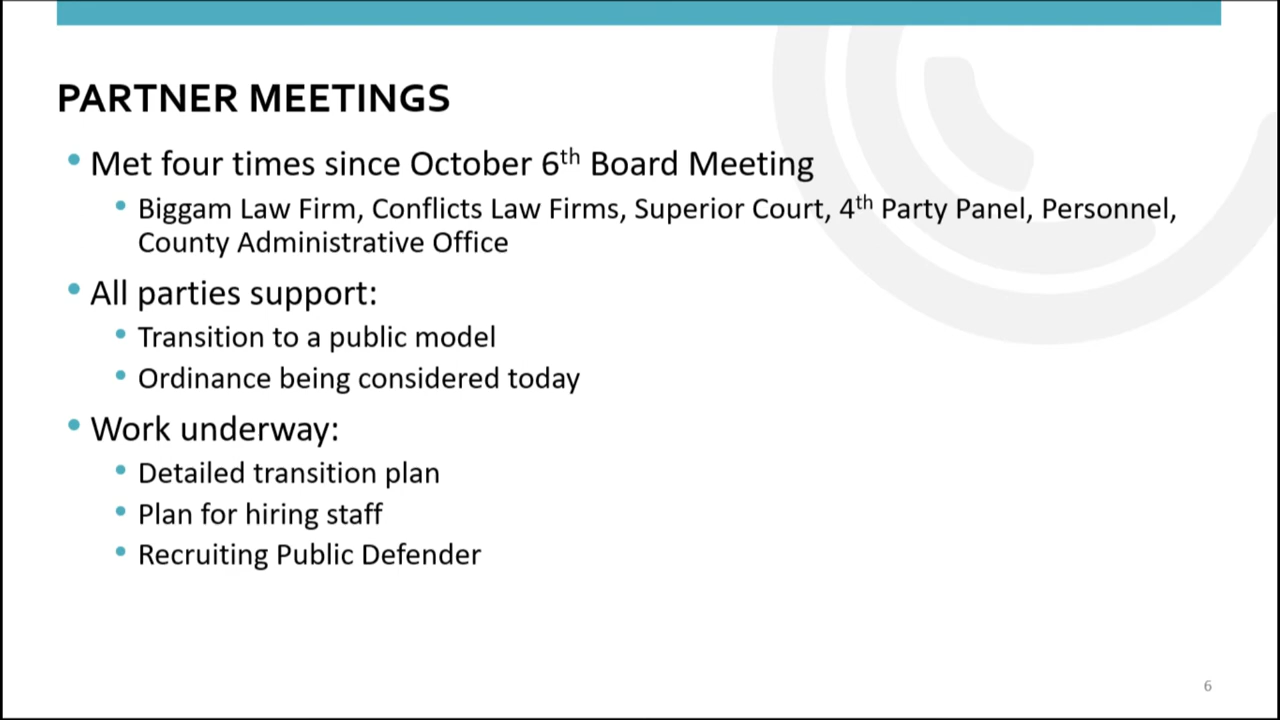 PARTNER MEETINGS
• Met four times since October 6th Board Meeting
• Biggam Law Firm, Conflicts Law Firms, Superior Court, 4th Party Panel, Personnel,
County Administrative Office
• All parties support:
• Transition to a public model
• Ordinance being considered today
• Work underway:
• Detailed transition plan
• Plan for hiring staff
• Recruiting Public Defender
6